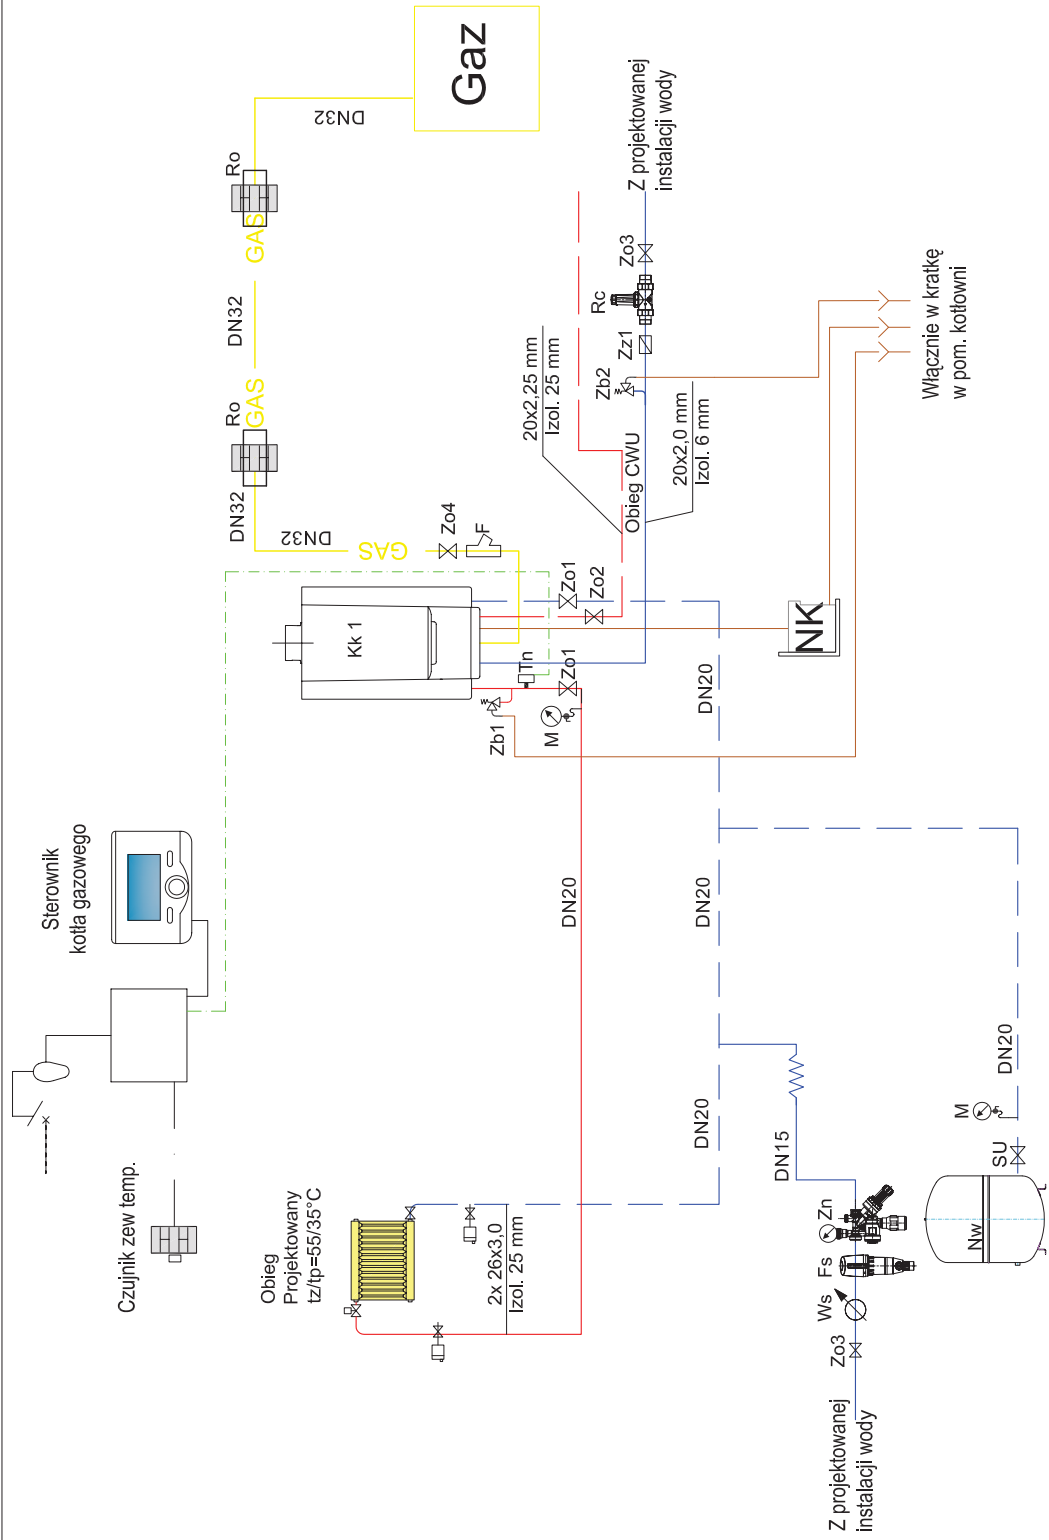 Gaz
DN32
Ro
GAS
DN32
Ro
GAS
DN32
DN32
GAS
Zo4
F
Z projektowanej
instalacji wody
Zo3
Rc
Zz1
Zb2
20x2,25 mm
Izol. 25 mm
Obieg CWU
20x2,0 mm
Izol. 6 mm
Włącznie w kratkę
w pom. kotłowni
Kk 1
Zo1
Zo2
Tn
Zo1
Zb1
M
NK
DN20
Sterownik
kotła gazowego
DN20
DN20
Czujnik zew temp.
Obieg
Projektowany
tz/tp=55/35°C
2x 26x3,0
Izol. 25 mm
DN20
DN15
DN20
M
SU
Nw
Zn
Fs
Ws
Zo3
Z projektowanej
instalacji wody